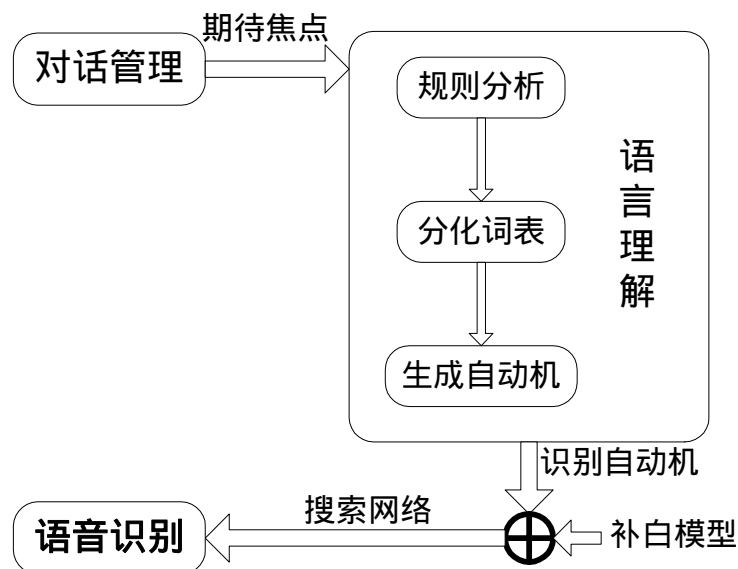 期待焦点
对话管理
规则分析
语
言
理
解
分化词表
生成自动机
识别自动机
搜索网络
语音识别
补白模型